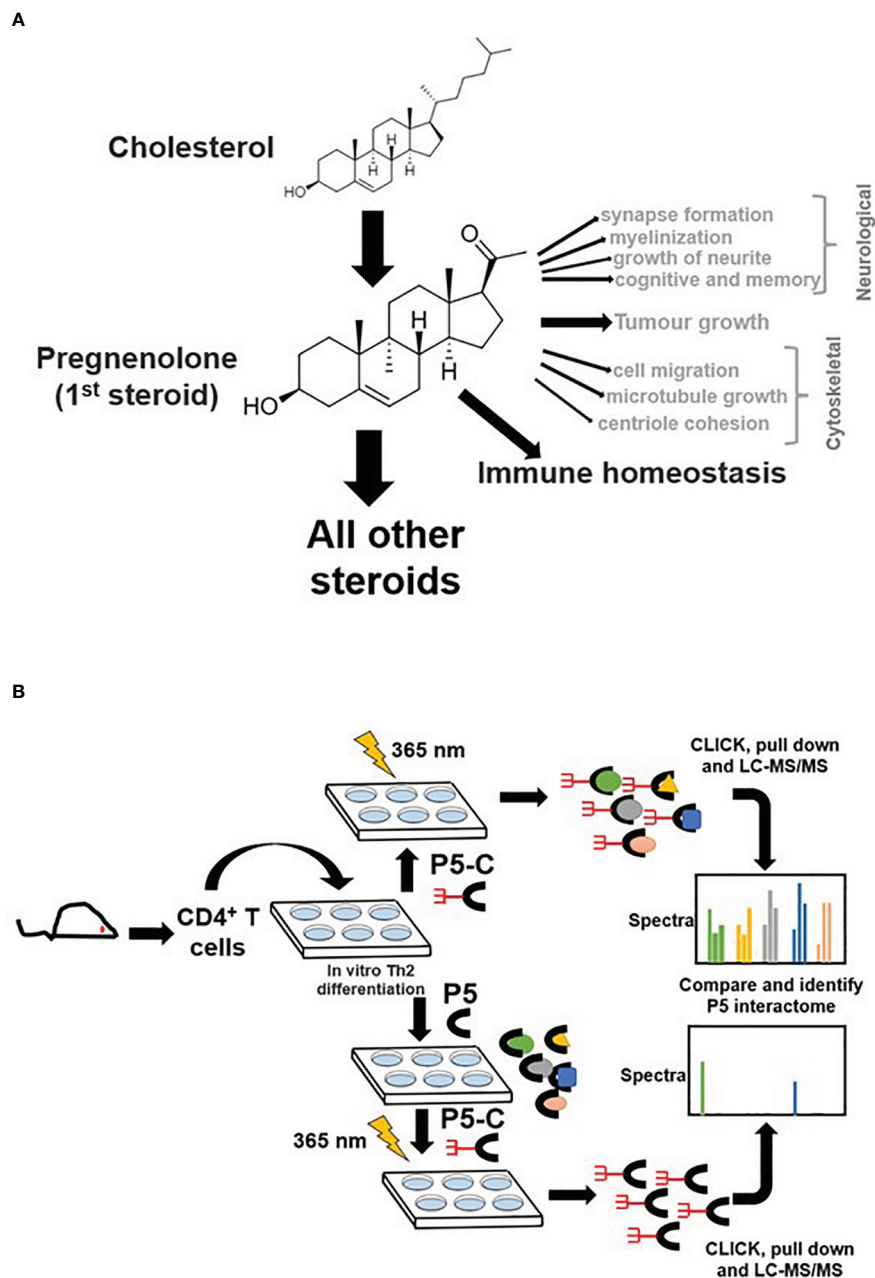 A
Cholesterol
H
H
H
HO
O
synapse formation
myelinization
growth of neurite
cognitive and memory
Neurological
Tumour growth
cell migration
microtubule growth
centriole cohesion
Cytoskeletal
Pregnenolone
(1st steroid)
H
H
HO
Immune homeostasis
All other
steroids
B
365 nm
CLICK, pull down
and LC-MS/MS
P5-C
CD4+ T
cells
In vitro Th2
differentiation
Spectra
Compare and identify
P5 interactome
P5
Spectra
P5-C
365 nm
CLICK, pull down
and LC-MS/MS